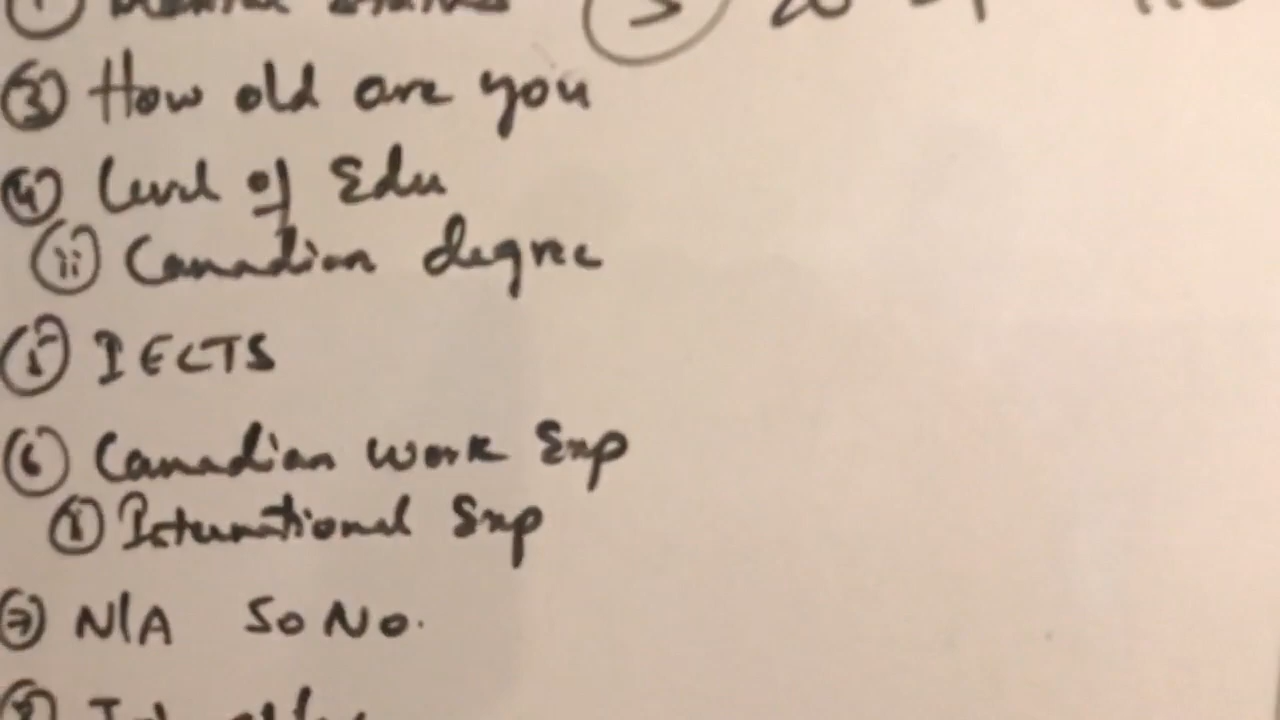 ③ How old are you
④ Level of Edu
ⅱ Canadian degree
⑤ IELTS
⑥ Canadian work Exp
ⅰ International Exp
⑦ N/A So No.